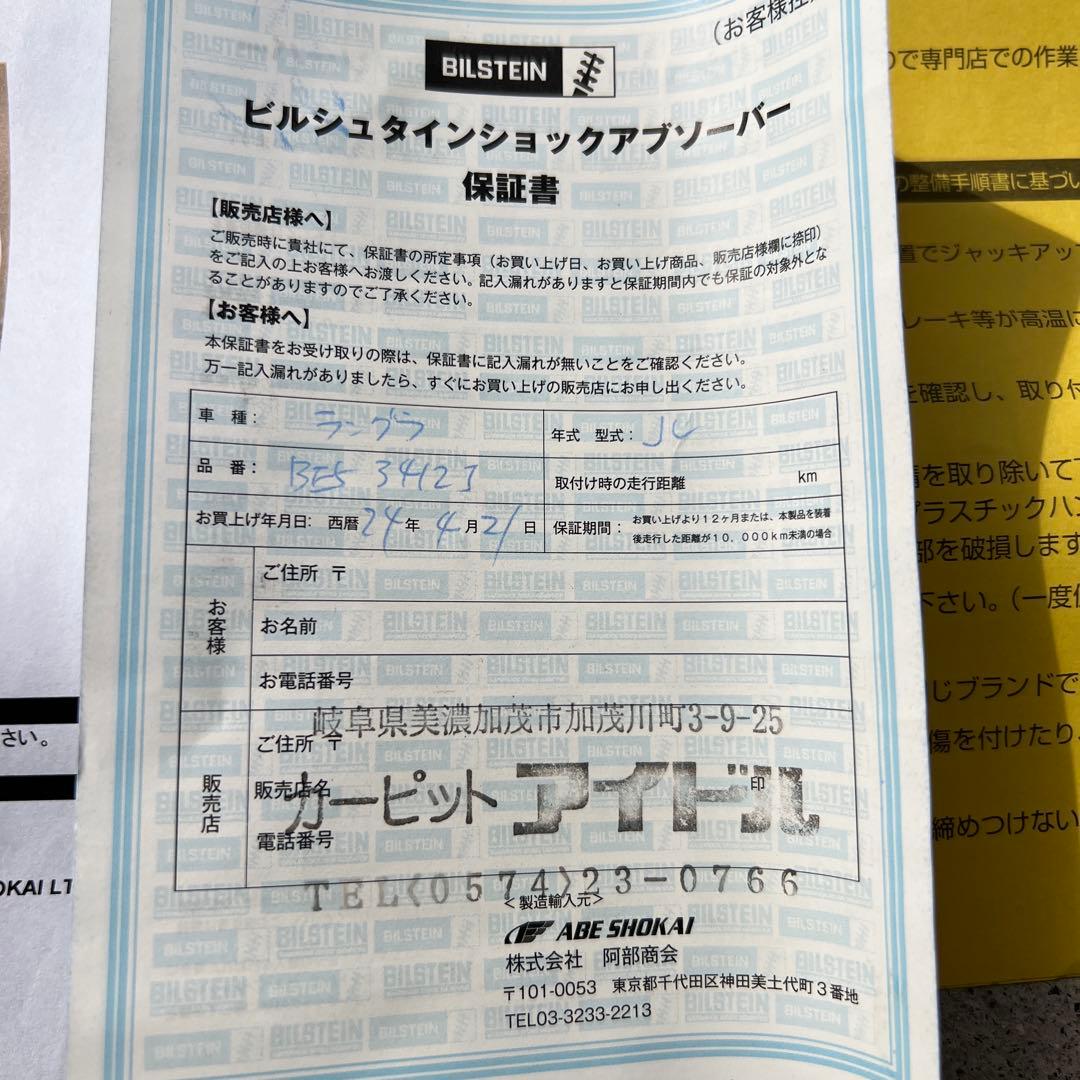 (お客様控
BILSTEIN
ビルシュタインショックアブソーバー
保証書
【販売店様へ】
ご販売時に貴社にて、保証書の所定事項（お買い上げ日、お買い上げ商品、販売店様欄に捺印）
をご記入の上お客様へお渡しください。記入漏れがありますと保証期間内でも保証の対象外とな
ることがありますのでご了承ください。
【お客様へ】
本保証書をお受け取りの際は、保証書に記入漏れが無いことをご確認ください。
万一記入漏れがありましたら、すぐにお買い上げの販売店にお申し出ください。
車 種： ラングラ
年式 型式： JL
品 番： BE5 34123
取付け時の走行距離 km
お買上げ年月日: 西暦 24 年 4 月 21 日
保証期間： お買い上げより12ヶ月または、本製品を装着
後走行した距離が10，000km未満の場合
お客様
ご住所 〒
お名前
お電話番号
販売店
岐阜県美濃加茂市加茂川町3-9-25
ご住所 〒
販売店名
カーピット アイドル
印
電話番号
TEL〈0574〉23-0766
＜製造輸入元＞
ABE SHOKAI
株式会社 阿部商会
〒101-0053 東京都千代田区神田美土代町3番地
TEL03-3233-2213
さい。
OKAI LT
ので専門店での作業
の整備手順書に基づい
置でジャッキアップ
レーキ等が高温に
を確認し、取り付
を取り除いて下
プラスチックハン
部を破損します
下さい。（一度使
じブランドで
傷を付けたり、
締めつけない